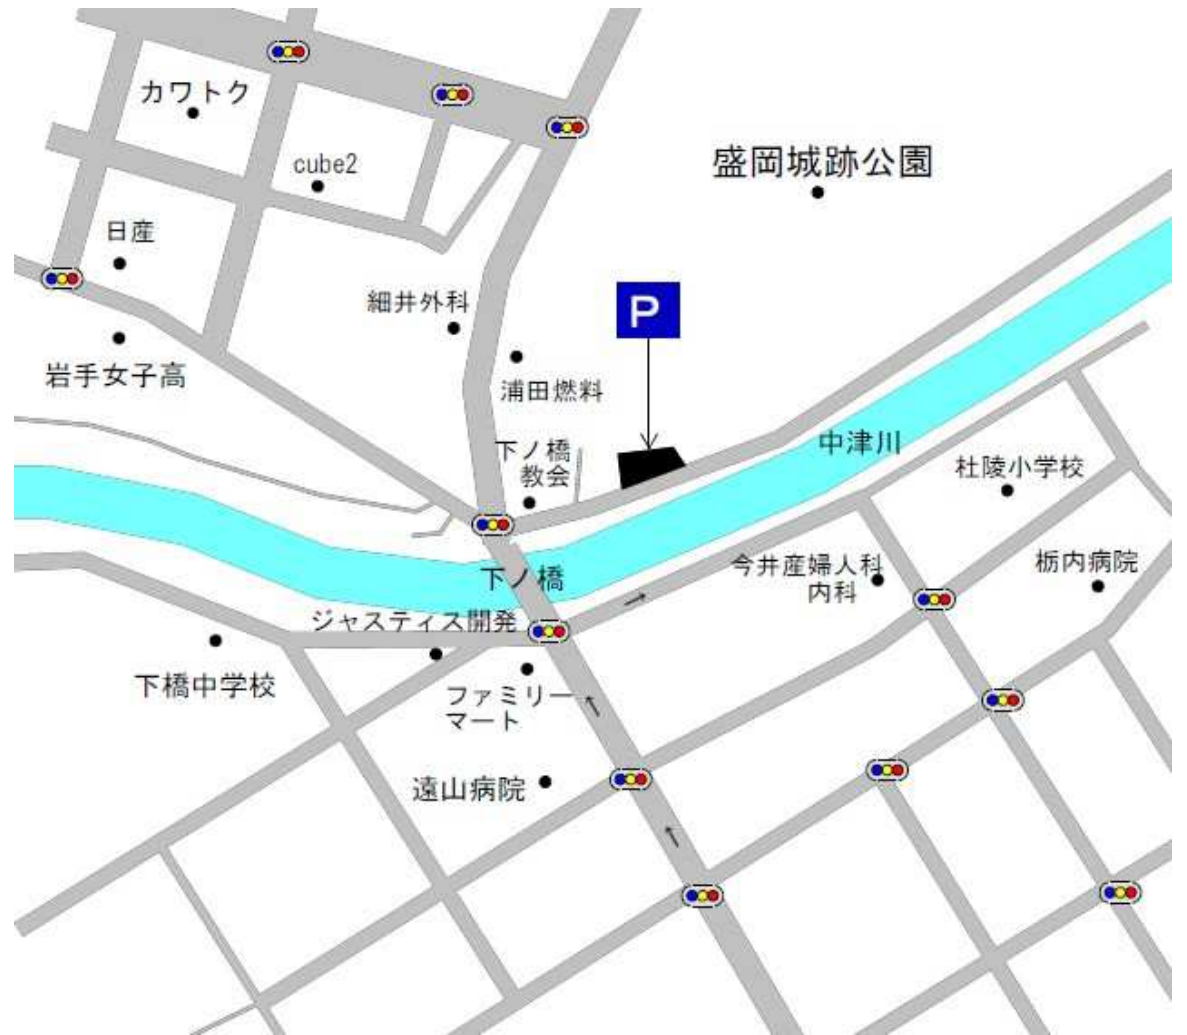 カワトク
盛岡城跡公園
cube2
日産
P
細井外科
岩手女子高
浦田燃料
下ノ橋
教会
中津川
杜陵小学校
今井産婦人科
内科
栃内病院
下ノ橋
ジャスティス開発
下橋中学校
ファミリー
マート
遠山病院